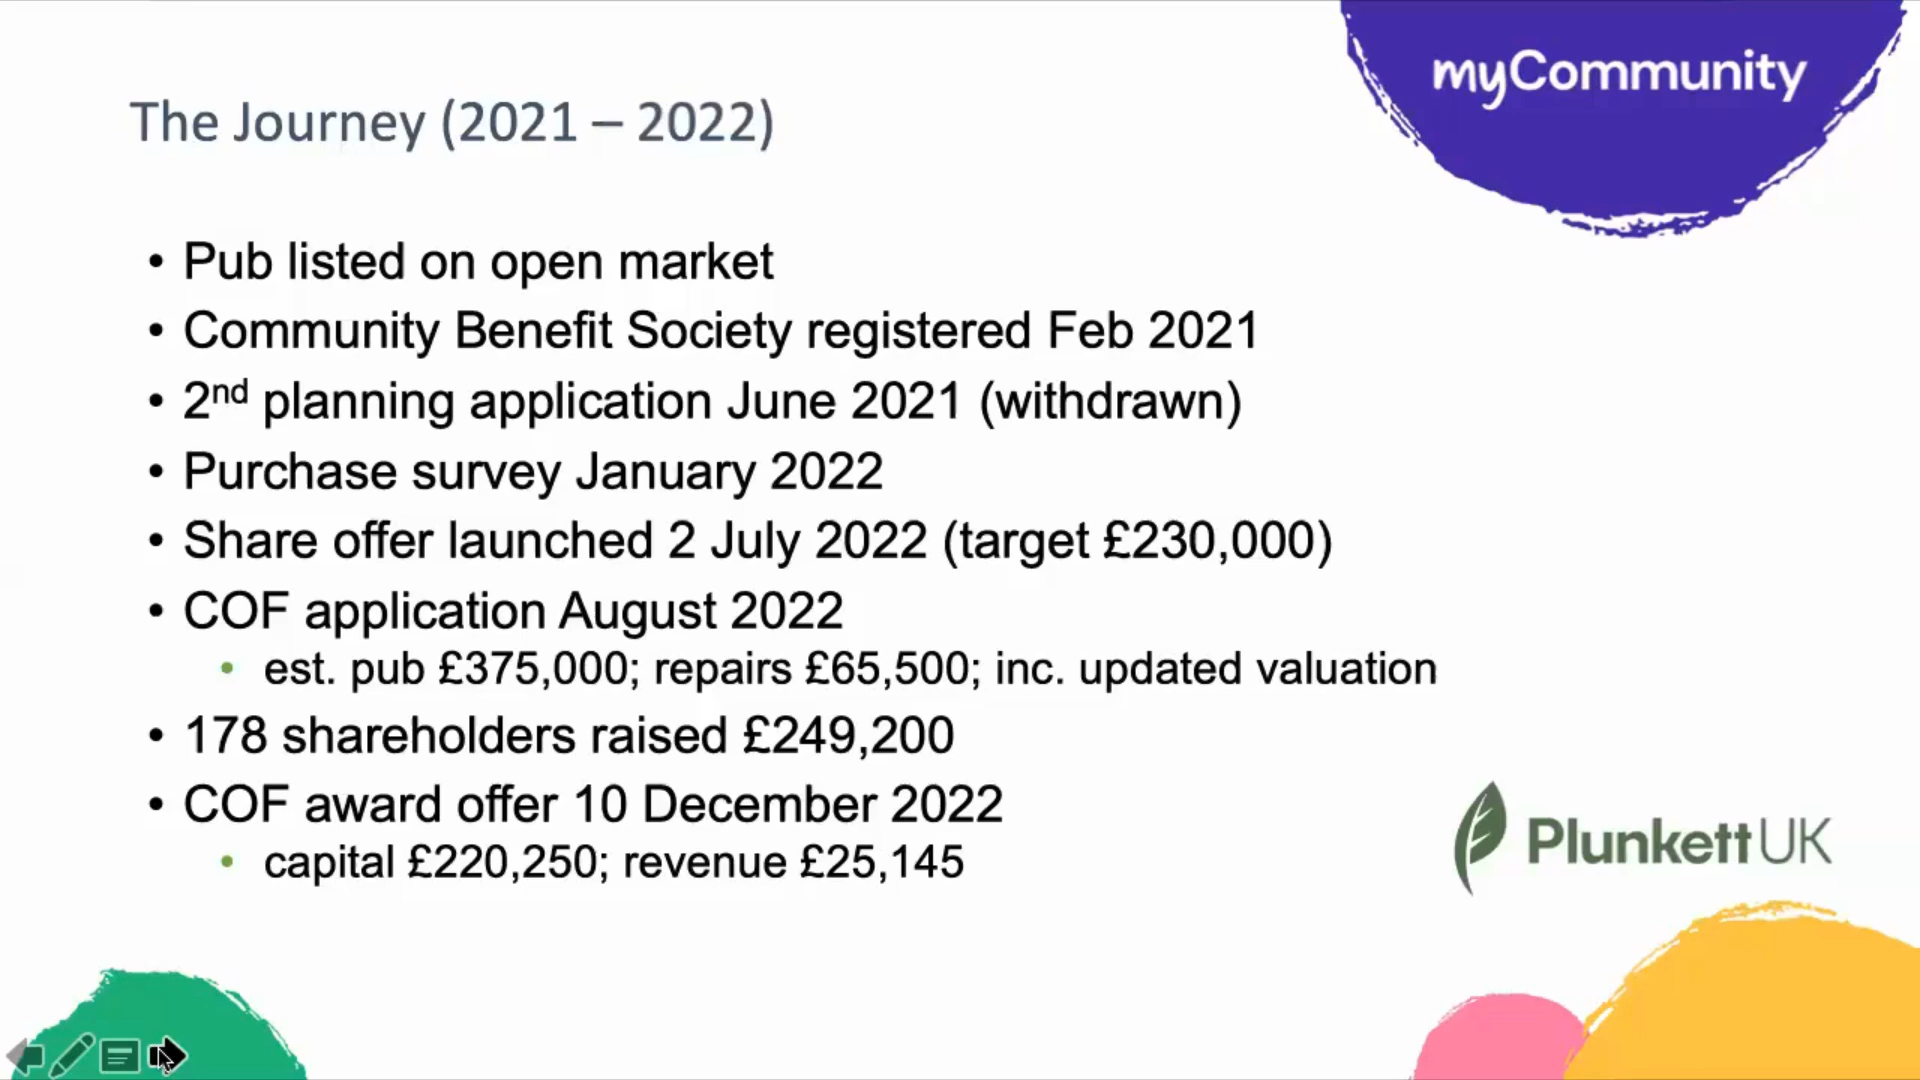 myCommunity
The Journey (2021 – 2022)
• Pub listed on open market
• Community Benefit Society registered Feb 2021
• 2nd planning application June 2021 (withdrawn)
• Purchase survey January 2022
• Share offer launched 2 July 2022 (target £230,000)
• COF application August 2022
• est. pub £375,000; repairs £65,500; inc. updated valuation
• 178 shareholders raised £249,200
• COF award offer 10 December 2022
• capital £220,250; revenue £25,145
Plunkett UK